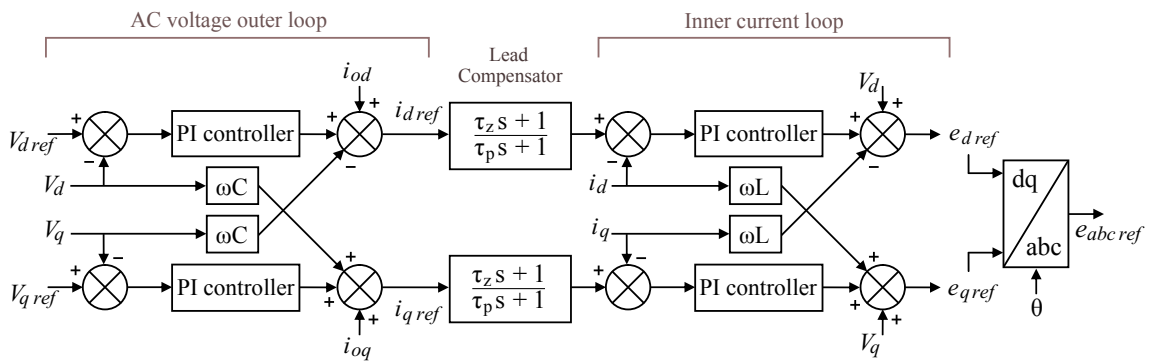 AC voltage outer loop
Inner current loop
Lead
Compensator
i_od
V_d
V_d ref
+
−
PI controller
+
+
−
i_d ref
τ_z s + 1
τ_p s + 1
+
−
PI controller
+
+
−
e_d ref
V_d
ωC
i_d
ωL
dq
abc
e_abc ref
θ
V_q
ωC
i_q
ωL
V_q ref
+
−
PI controller
+
+
+
i_q ref
τ_z s + 1
τ_p s + 1
+
−
PI controller
+
+
+
e_q ref
i_oq
V_q